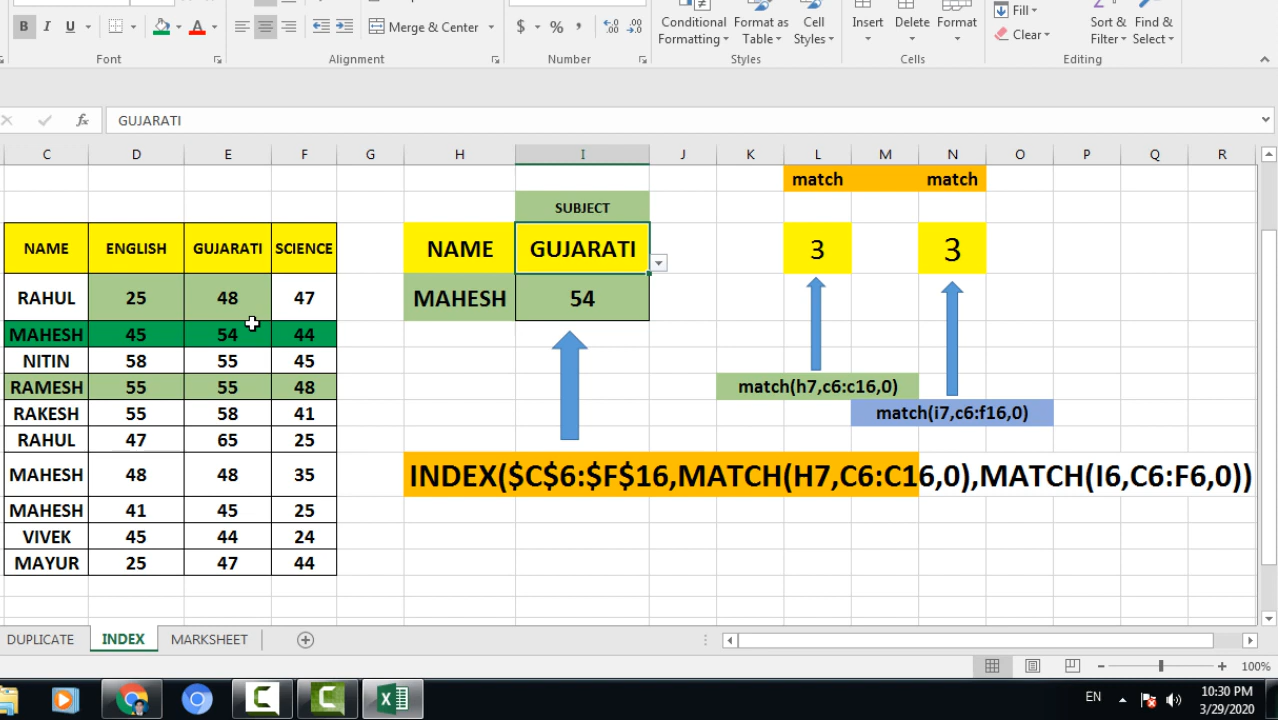 B I U A Merge & Center $ % , Conditional Formatting Format as Table Cell Styles Insert Delete Format Fill Clear Sort & Filter Find & Select
Font Alignment Number Styles Cells Editing
fx GUJARATI
C D E F G H I J K L M N O P Q R
match match
SUBJECT
NAME ENGLISH GUJARATI SCIENCE NAME GUJARATI 3 3
RAHUL 25 48 47 MAHESH 54
MAHESH 45 54 44
NITIN 58 55 45
RAMESH 55 55 48 match(h7,c6:c16,0)
RAKESH 55 58 41 match(i7,c6:f16,0)
RAHUL 47 65 25
MAHESH 48 48 35 INDEX($C$6:$F$16,MATCH(H7,C6:C16,0),MATCH(I6,C6:F6,0))
MAHESH 41 45 25
VIVEK 45 44 24
MAYUR 25 47 44
DUPLICATE INDEX MARKSHEET
100%
EN 10:30 PM
3/29/2020